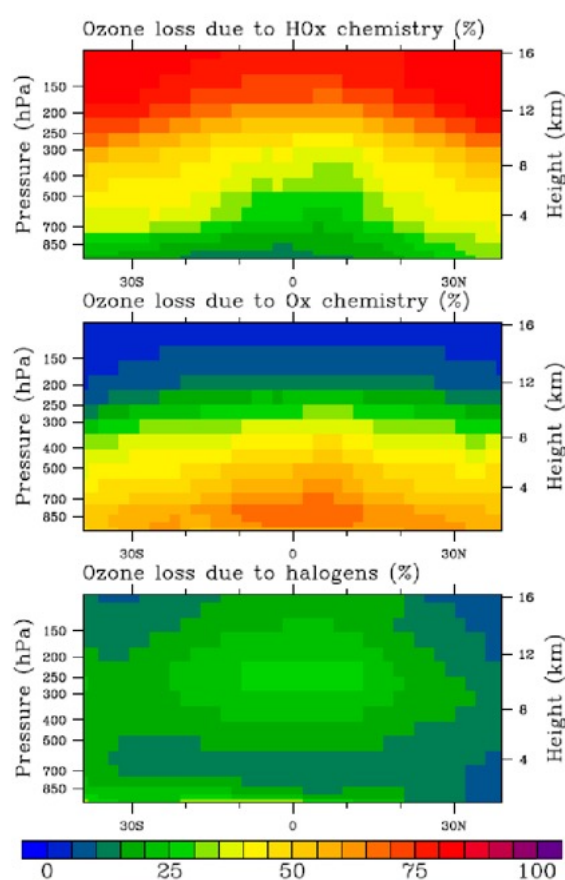 Ozone loss due to HOx chemistry (%)
Pressure (hPa)
150
200
250
300
400
500
700
850
16
12
8
4
Height (km)
30S 0 30N
Ozone loss due to Ox chemistry (%)
Pressure (hPa)
150
200
250
300
400
500
700
850
16
12
8
4
Height (km)
30S 0 30N
Ozone loss due to halogens (%)
Pressure (hPa)
150
200
250
300
400
500
700
850
16
12
8
4
Height (km)
30S 0 30N
0 25 50 75 100